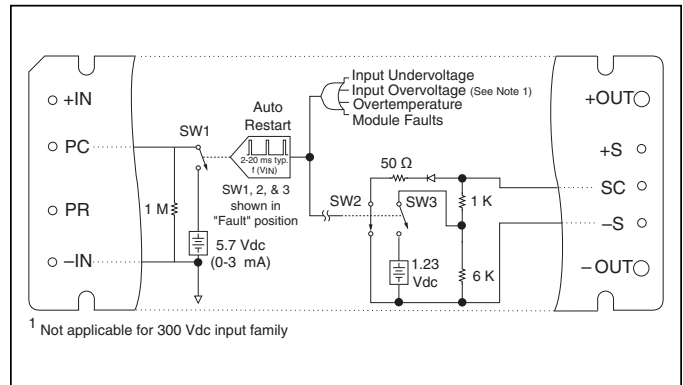 +IN
PC
PR
–IN
SW1
1 M
5.7 Vdc
(0-3 mA)
Auto
Restart
2-20 ms typ.
f (VIN)
SW1, 2, & 3
shown in
"Fault" position
Input Undervoltage
Input Overvoltage (See Note 1)
Overtemperature
Module Faults
50 Ω
SW2
SW3
1 K
1.23
Vdc
6 K
+OUT
+S
SC
–S
–OUT
1 Not applicable for 300 Vdc input family